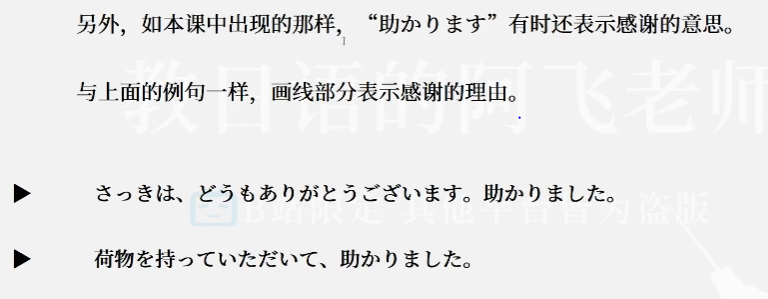 另外，如本课中出现的那样，“助かります”有时还表示感谢的意思。
与上面的例句一样，画线部分表示感谢的理由。
教日语的阿飞老师
▶ さっきは、どうもありがとうございます。助かりました。
B站限定 其他平台皆为盗版
▶ 荷物を持っていただいて、助かりました。